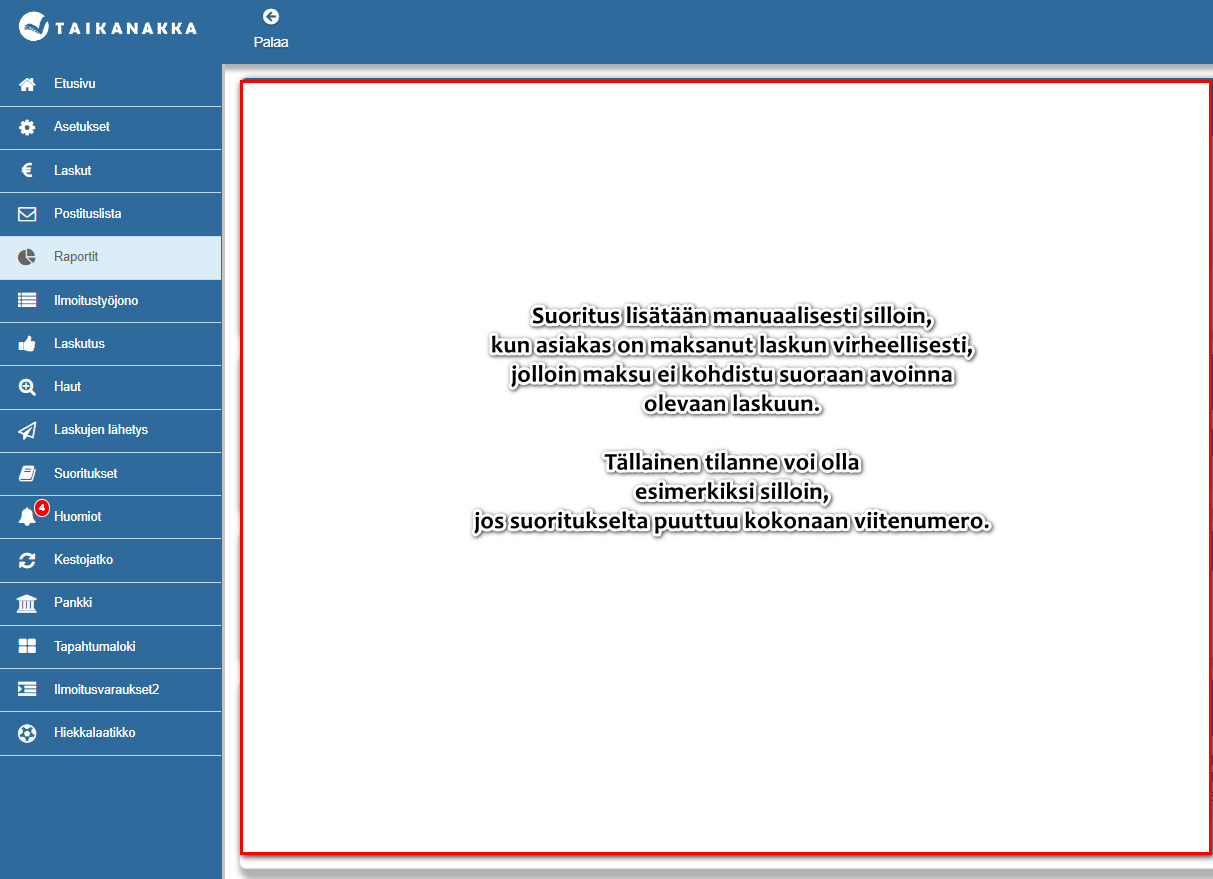 TAIKANAKKA
Palaa
Etusivu
Asetukset
€ Laskut
Postituslista
Raportit
Ilmoitustyöjono
Laskutus
Haut
Laskujen lähetys
Suoritukset
4
Huomiot
Kestojatko
Pankki
Tapahtumaloki
Ilmoitusvaraukset2
Hiekkalaatikko
Suoritus lisätään manuaalisesti silloin,
kun asiakas on maksanut laskun virheellisesti,
jolloin maksu ei kohdistu suoraan avoinna
olevaan laskuun.
Tällainen tilanne voi olla
esimerkiksi silloin,
jos suoritukselta puuttuu kokonaan viitenumero.